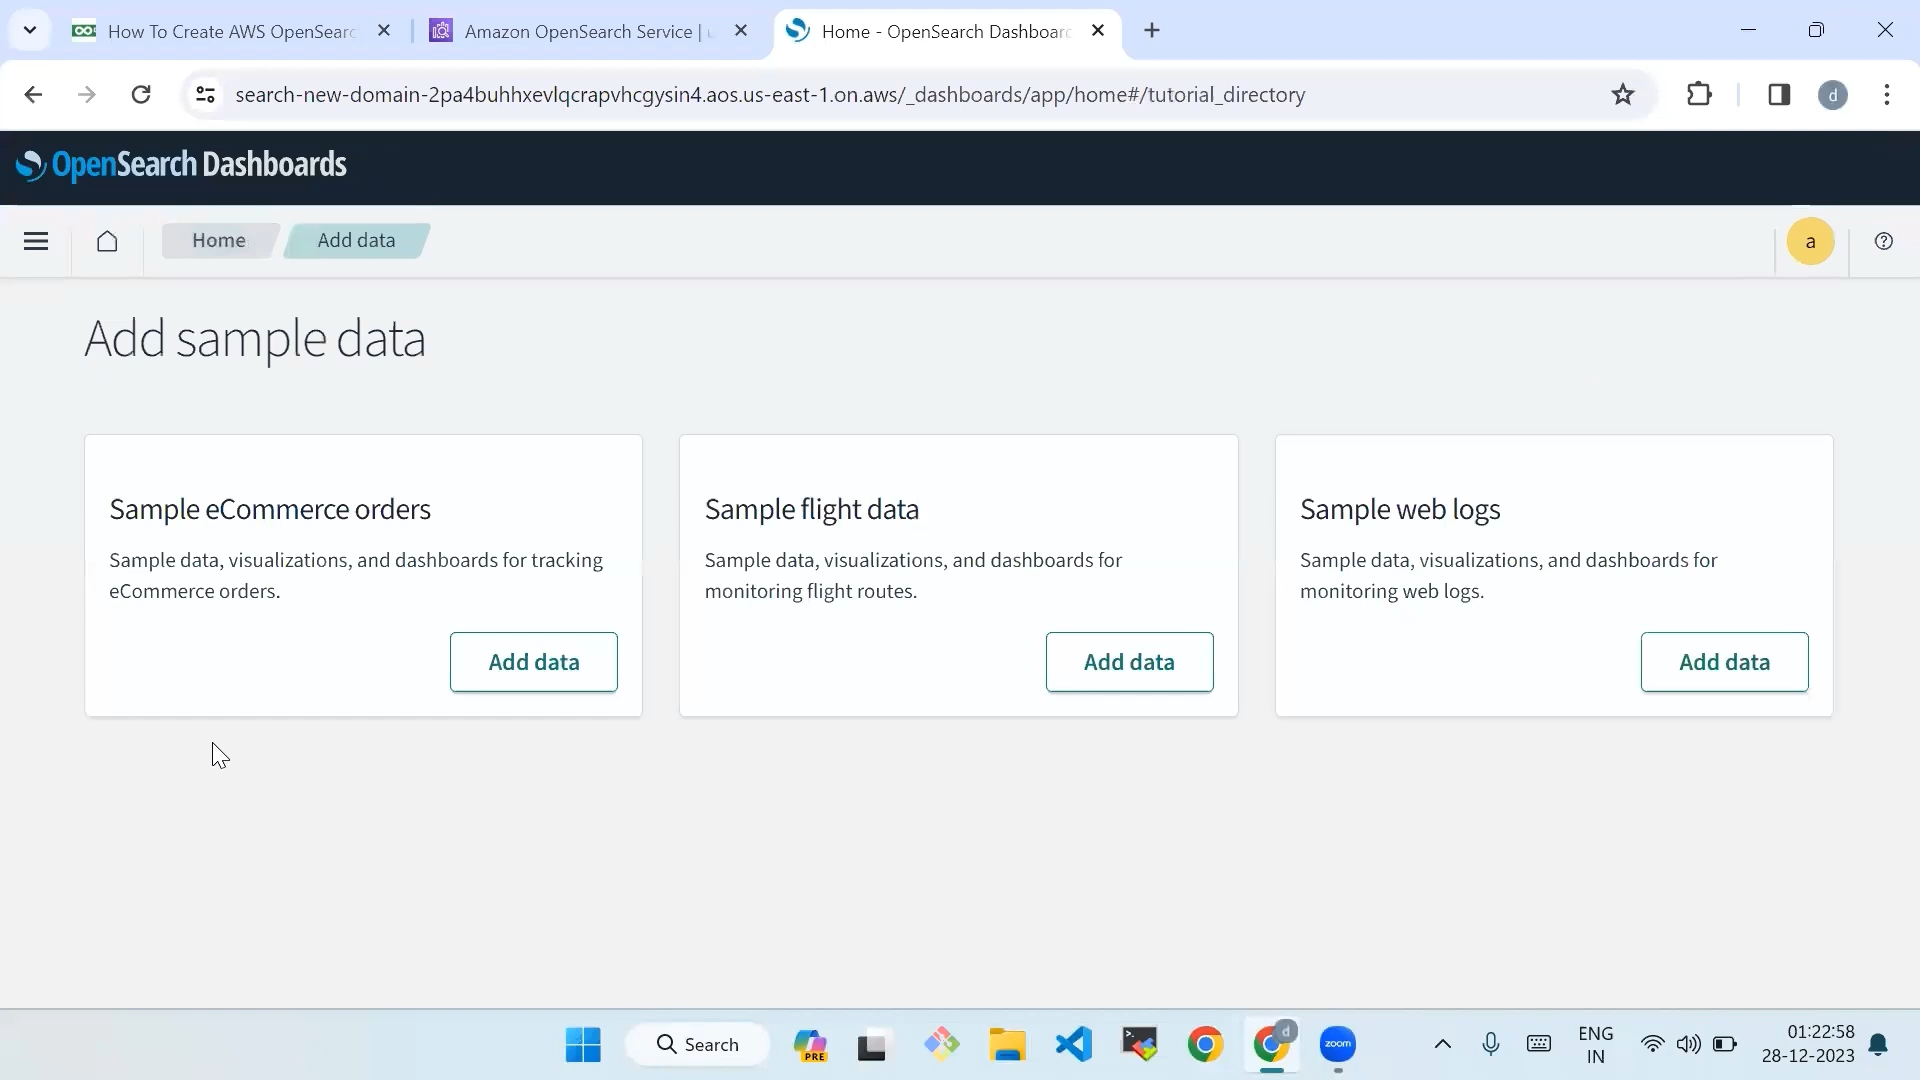 How To Create AWS OpenSearc
Amazon OpenSearch Service |
Home - OpenSearch Dashboard
search-new-domain-2pa4buhhxevlqcrapvhcgysin4.aos.us-east-1.on.aws/_dashboards/app/home#/tutorial_directory
d
OpenSearch Dashboards
Home
Add data
a
Add sample data
Sample eCommerce orders
Sample data, visualizations, and dashboards for tracking
eCommerce orders.
Add data
Sample flight data
Sample data, visualizations, and dashboards for
monitoring flight routes.
Add data
Sample web logs
Sample data, visualizations, and dashboards for
monitoring web logs.
Add data
Search
PRE
d
zoom
ENG
IN
01:22:58
28-12-2023